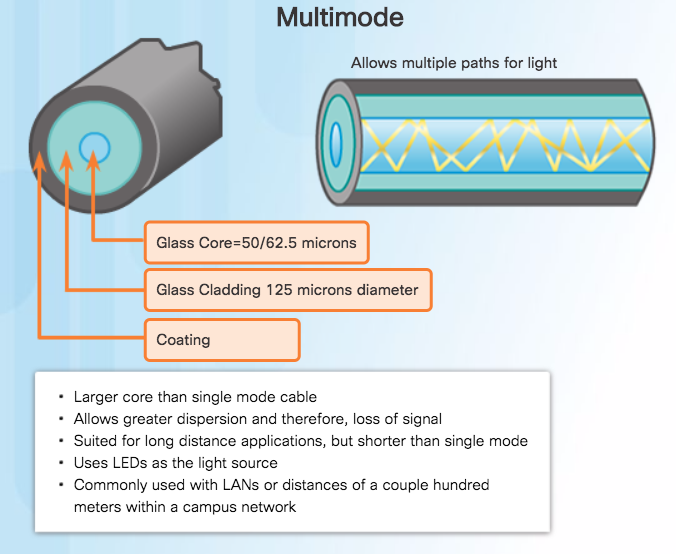 Multimode
Allows multiple paths for light
Glass Core=50/62.5 microns
Glass Cladding 125 microns diameter
Coating
• Larger core than single mode cable
• Allows greater dispersion and therefore, loss of signal
• Suited for long distance applications, but shorter than single mode
• Uses LEDs as the light source
• Commonly used with LANs or distances of a couple hundred
meters within a campus network